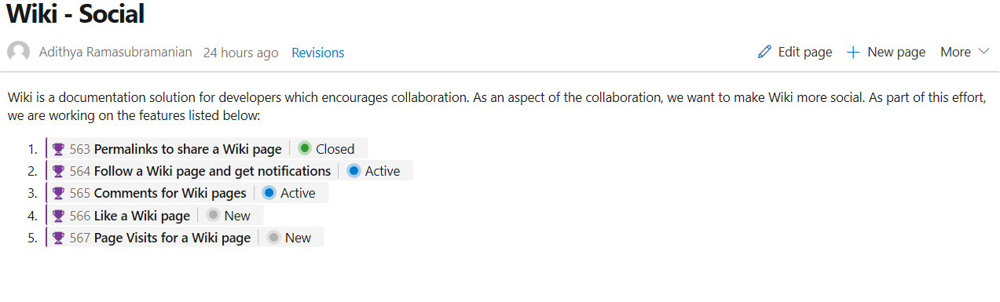 Wiki - Social
Adithya Ramasubramanian 24 hours ago Revisions Edit page New page More
Wiki is a documentation solution for developers which encourages collaboration. As an aspect of the collaboration, we want to make Wiki more social. As part of this effort,
we are working on the features listed below:
1. 563 Permalinks to share a Wiki page Closed
2. 564 Follow a Wiki page and get notifications Active
3. 565 Comments for Wiki pages Active
4. 566 Like a Wiki page New
5. 567 Page Visits for a Wiki page New